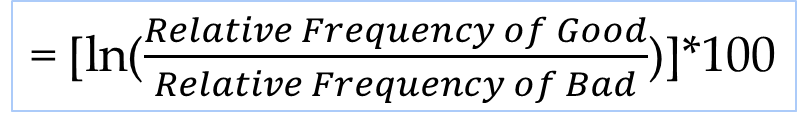 = [ln(Relative Frequency of Good/Relative Frequency of Bad)]*100